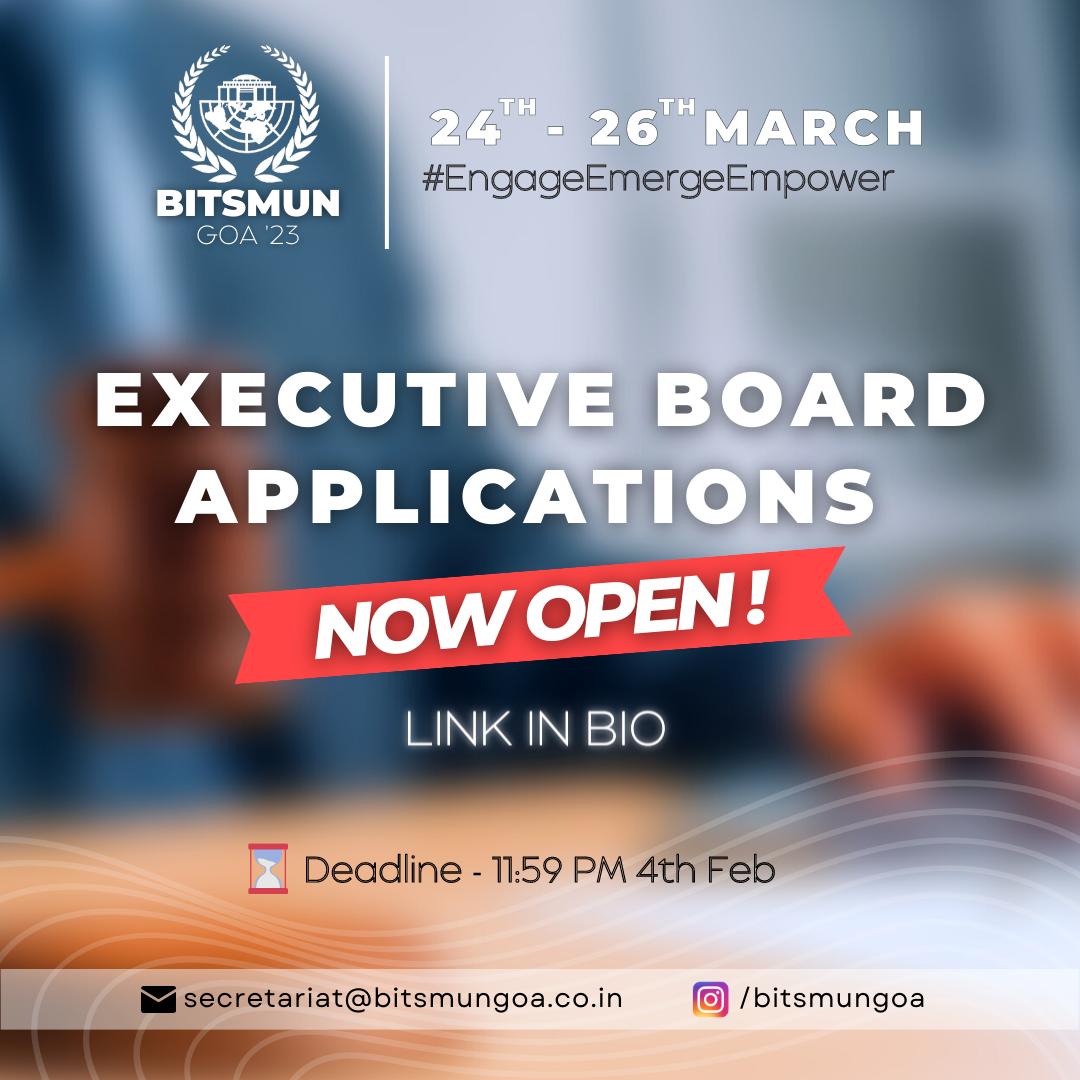 BITSMUN
GOA '23
24TH - 26TH MARCH
#EngageEmergeEmpower
EXECUTIVE BOARD
APPLICATIONS
NOW OPEN !
LINK IN BIO
Deadline - 11:59 PM 4th Feb
secretariat@bitsmungoa.co.in
/bitsmungoa